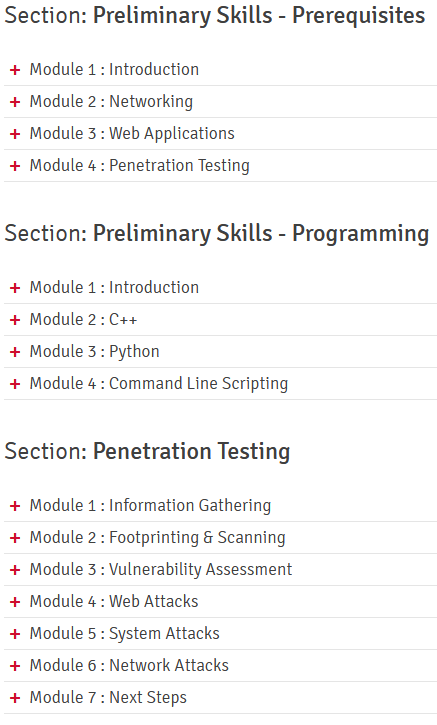 Section: Preliminary Skills - Prerequisites
+ Module 1 : Introduction
+ Module 2 : Networking
+ Module 3 : Web Applications
+ Module 4 : Penetration Testing
Section: Preliminary Skills - Programming
+ Module 1 : Introduction
+ Module 2 : C++
+ Module 3 : Python
+ Module 4 : Command Line Scripting
Section: Penetration Testing
+ Module 1 : Information Gathering
+ Module 2 : Footprinting & Scanning
+ Module 3 : Vulnerability Assessment
+ Module 4 : Web Attacks
+ Module 5 : System Attacks
+ Module 6 : Network Attacks
+ Module 7 : Next Steps